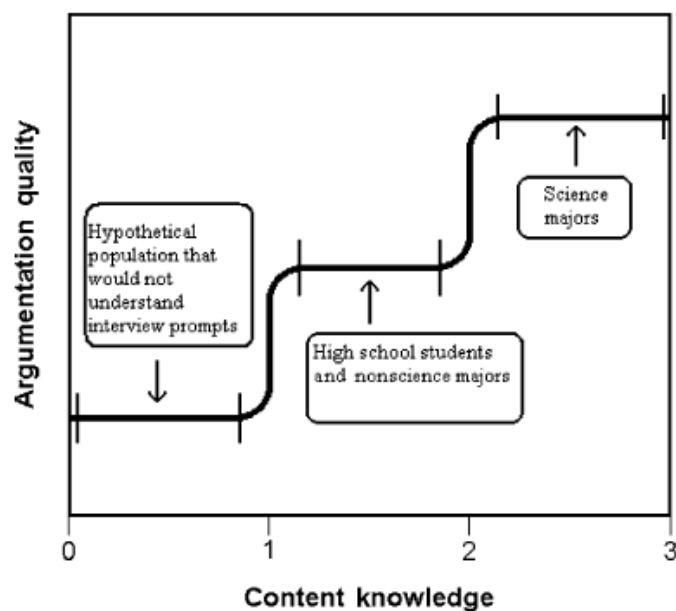 Argumentation quality
Hypothetical
population that
would not
understand
interview prompts
Science
majors
High school students
and nonscience majors
0
1
2
3
Content knowledge